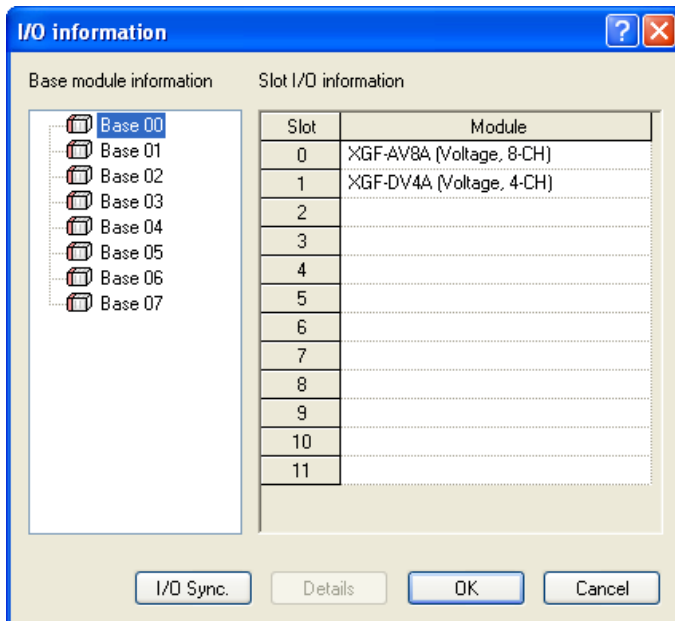 I/O information
Base module information
Slot I/O information
Base 00
Base 01
Base 02
Base 03
Base 04
Base 05
Base 06
Base 07
Slot Module
0 XGF-AV8A (Voltage, 8-CH)
1 XGF-DV4A (Voltage, 4-CH)
2
3
4
5
6
7
8
9
10
11
I/O Sync. Details OK Cancel